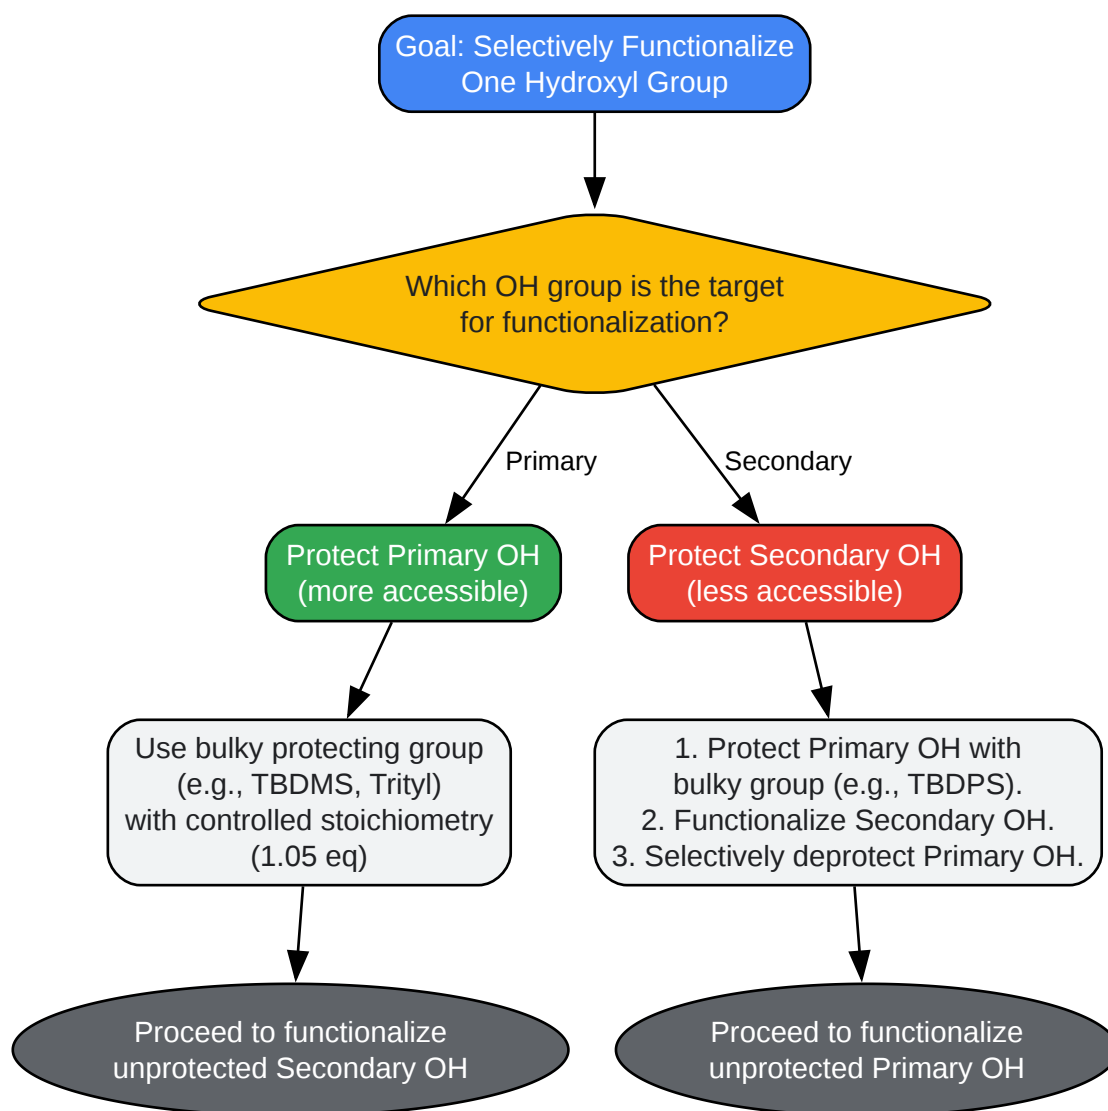 Goal: Selectively Functionalize
One Hydroxyl Group
Which OH group is the target
for functionalization?
Primary
Secondary
Protect Primary OH
(more accessible)
Protect Secondary OH
(less accessible)
Use bulky protecting group
(e.g., TBDMS, Trityl)
with controlled stoichiometry
(1.05 eq)
1. Protect Primary OH with
bulky group (e.g., TBDPS).
2. Functionalize Secondary OH.
3. Selectively deprotect Primary OH.
Proceed to functionalize
unprotected Secondary OH
Proceed to functionalize
unprotected Primary OH